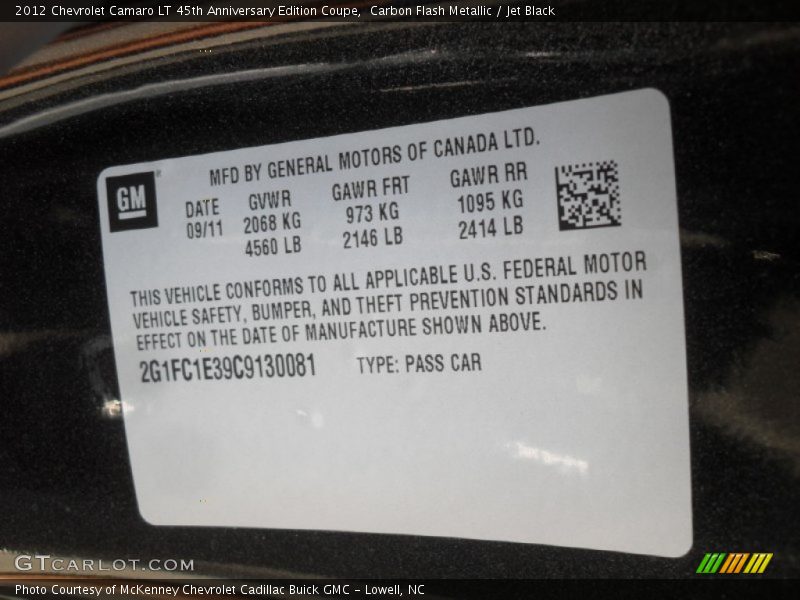 2012 Chevrolet Camaro LT 45th Anniversary Edition Coupe,  Carbon Flash Metallic / Jet Black
MFD BY GENERAL MOTORS OF CANADA LTD.
GM
DATE GVWR GAWR FRT GAWR RR
09/11 2068 KG 973 KG 1095 KG
4560 LB 2146 LB 2414 LB
THIS VEHICLE CONFORMS TO ALL APPLICABLE U.S. FEDERAL MOTOR
VEHICLE SAFETY, BUMPER, AND THEFT PREVENTION STANDARDS IN
EFFECT ON THE DATE OF MANUFACTURE SHOWN ABOVE.
2G1FC1E39C9130081 TYPE: PASS CAR
GTCARLOT.COM
Photo Courtesy of McKenney Chevrolet Cadillac Buick GMC – Lowell, NC